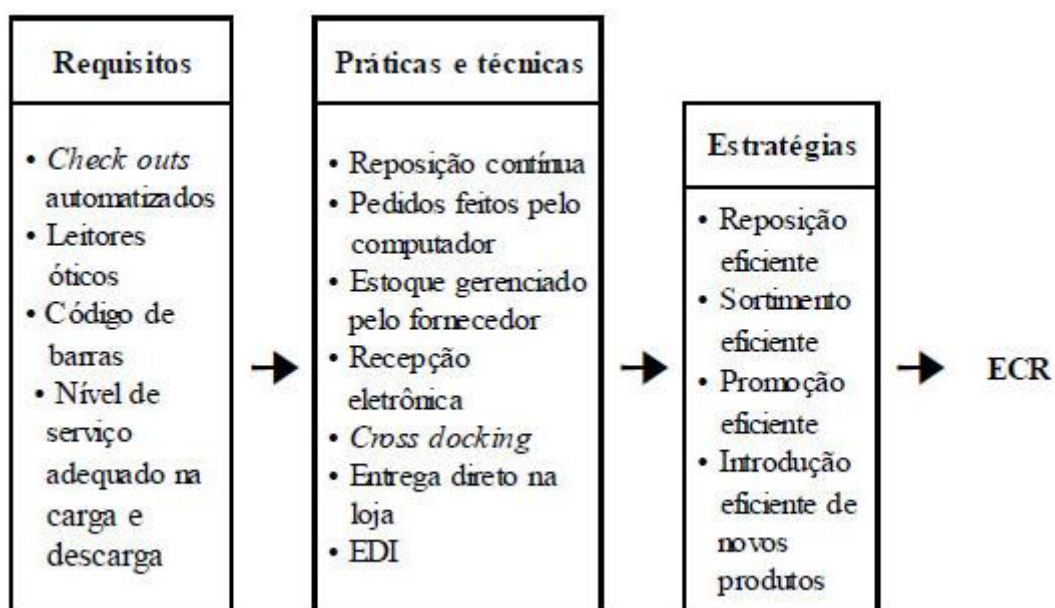 Requisitos
• Check outs
automatizados
• Leitores
óticos
• Código de
barras
• Nível de
serviço
adequado na
carga e
descarga
Práticas e técnicas
• Reposição contínua
• Pedidos feitos pelo
computador
• Estoque gerenciado
pelo fornecedor
• Recepção
eletrônica
• Cross docking
• Entrega direto na
loja
• EDI
Estratégias
• Reposição
eficiente
• Sortimento
eficiente
• Promoção
eficiente
• Introdução
eficiente de
novos
produtos
ECR